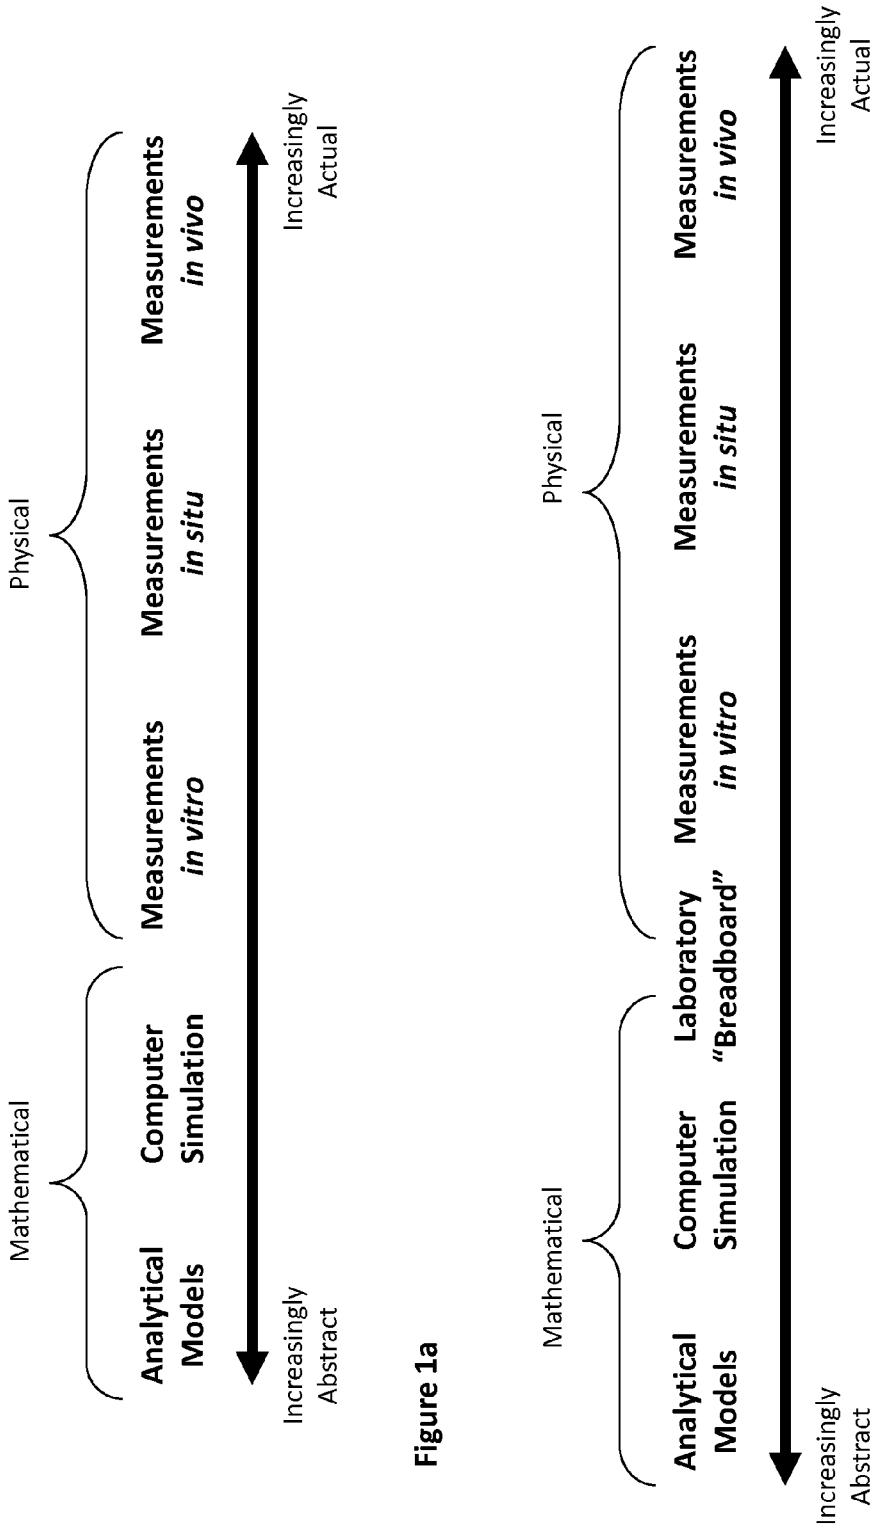 Mathematical
Physical
Analytical
Models
Computer
Simulation
Measurements
in vitro
Measurements
in situ
Measurements
in vivo
Increasingly
Abstract
Increasingly
Actual
Figure 1a
Mathematical
Physical
Analytical
Models
Computer
Simulation
Laboratory
“Breadboard”
Measurements
in vitro
Measurements
in situ
Measurements
in vivo
Increasingly
Abstract
Increasingly
Actual